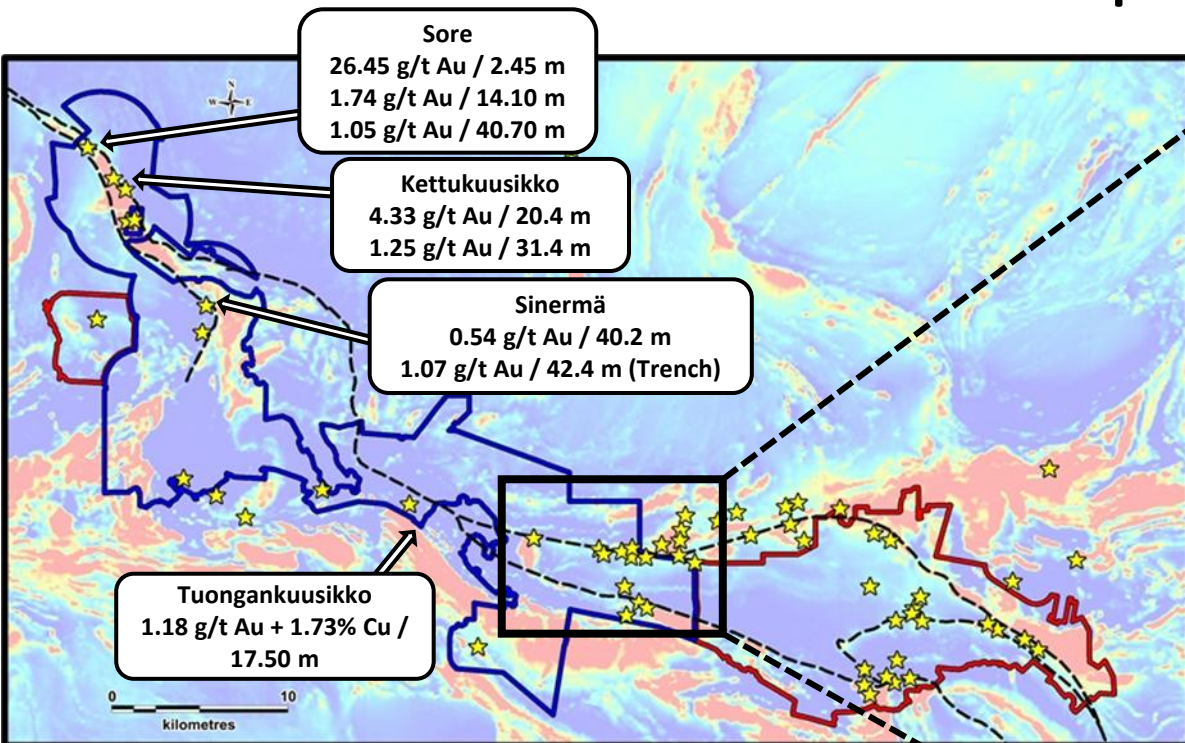 Sore
26.45 g/t Au / 2.45 m
1.74 g/t Au / 14.10 m
1.05 g/t Au / 40.70 m
N
W E
Kettukuusikko
4.33 g/t Au / 20.4 m
1.25 g/t Au / 31.4 m
Sinermä
0.54 g/t Au / 40.2 m
1.07 g/t Au / 42.4 m (Trench)
Tuongankuusikko
1.18 g/t Au + 1.73% Cu /
17.50 m
0 10
kilometres